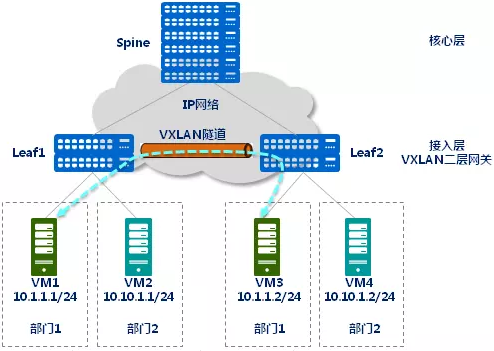 Spine
核心层
IP网络
VXLAN隧道
Leaf1
Leaf2
接入层
VXLAN二层网关
VM1
10.1.1.1/24
VM2
10.10.1.1/24
VM3
10.1.1.2/24
VM4
10.10.1.2/24
部门1
部门2
部门1
部门2